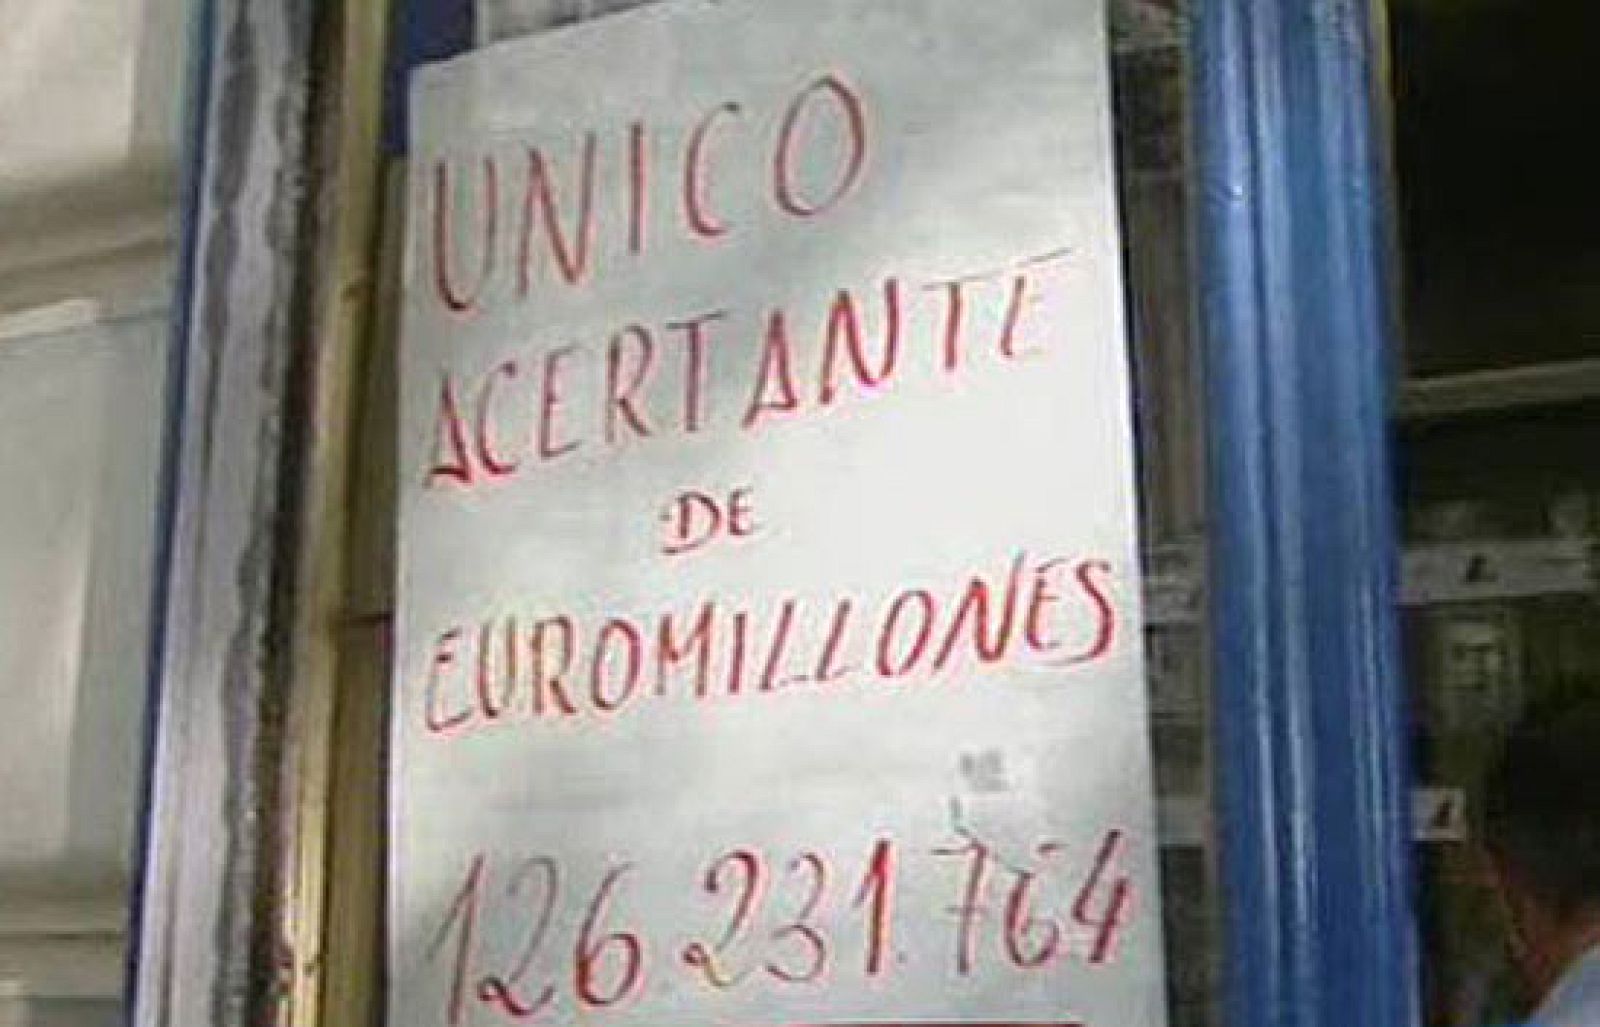 UNICO
ACERTANTE
DE
EUROMILLONES
126.231.764